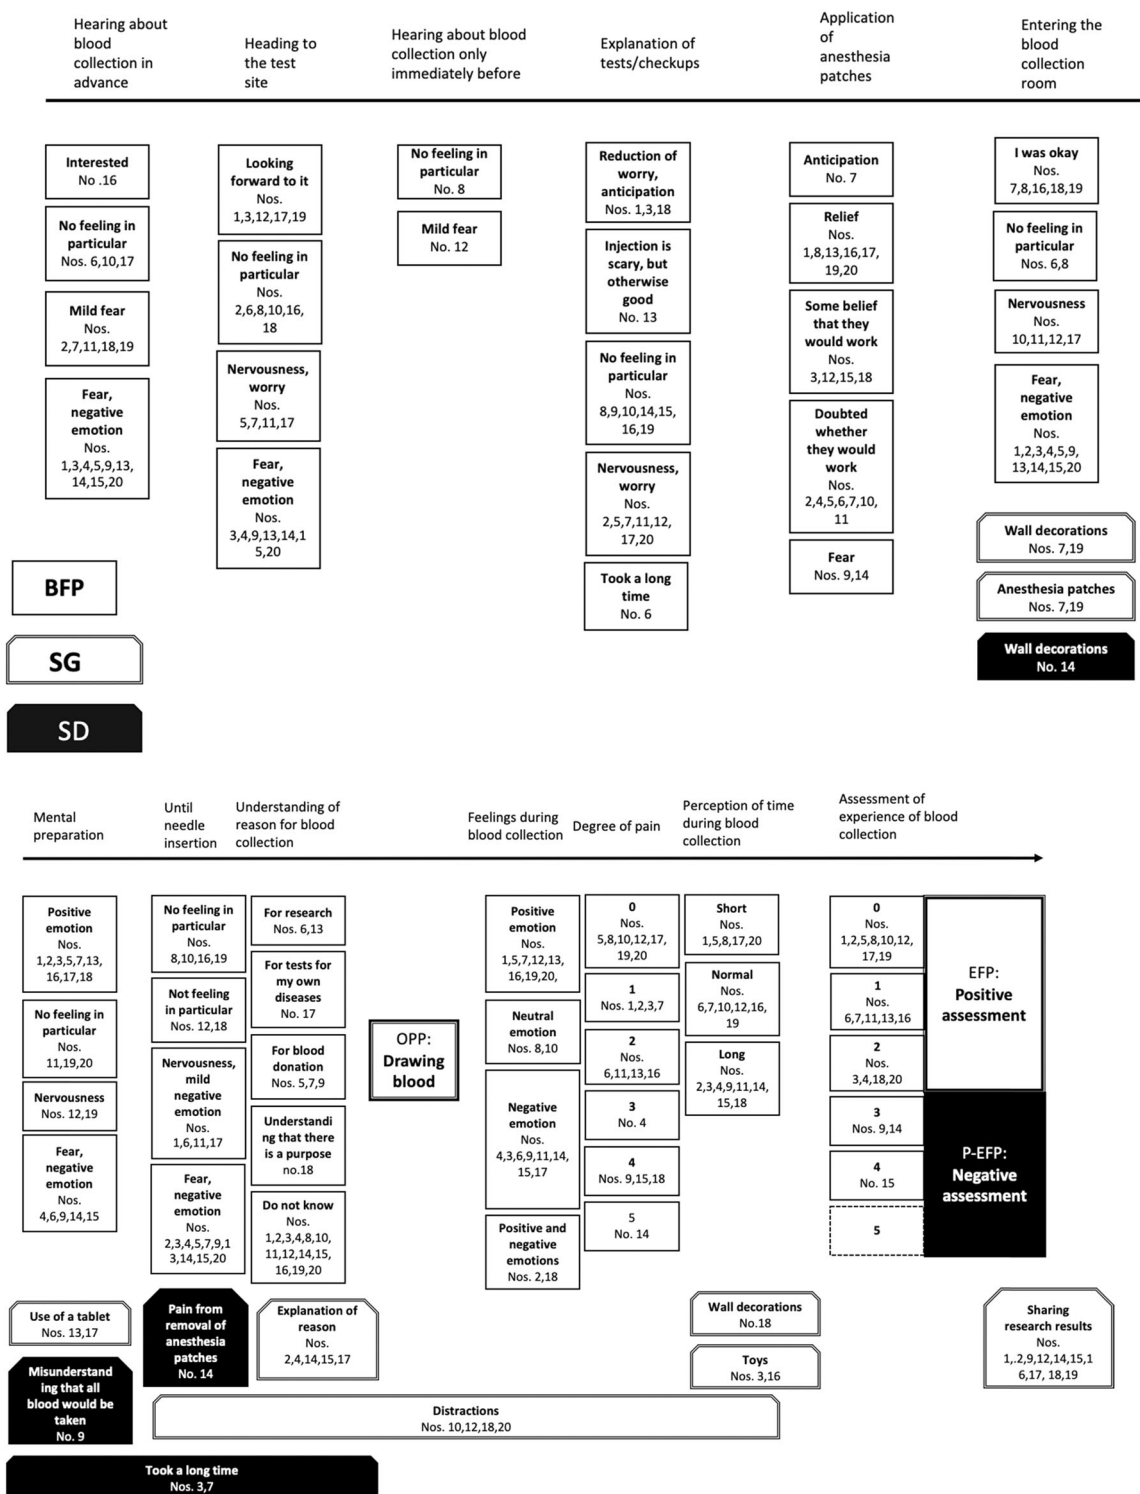 Hearing about
blood
collection in
advance
Heading to
the test
site
Hearing about blood
collection only
immediately before
Explanation of
tests/checkups
Application
of
anesthesia
patches
Entering the
blood
collection
room
Interested
No .16
No feeling in
particular
Nos. 6,10,17
Mild fear
Nos.
2,7,11,18,19
Fear,
negative
emotion
Nos.
1,3,4,5,9,13,
14,15,20
Looking
forward to it
Nos.
1,3,12,17,19
No feeling in
particular
Nos.
2,6,8,10,16,
18
Nervousness,
worry
Nos.
5,7,11,17
Fear,
negative
emotion
Nos.
3,4,9,13,14,1
5,20
No feeling in
particular
No. 8
Mild fear
No. 12
Reduction of
worry,
anticipation
Nos. 1,3,18
Injection is
scary, but
otherwise
good
No. 13
No feeling in
particular
Nos.
8,9,10,14,15,
16,19
Nervousness,
worry
Nos.
2,5,7,11,12,
17,20
Took a long
time
No. 6
Anticipation
No. 7
Relief
Nos.
1,8,13,16,17,
19,20
Some belief
that they
would work
Nos.
3,12,15,18
Doubted
whether
they would
work
Nos.
2,4,5,6,7,10,
11
Fear
Nos. 9,14
I was okay
Nos.
7,8,16,18,19
No feeling in
particular
Nos. 6,8
Nervousness
Nos.
10,11,12,17
Fear,
negative
emotion
Nos.
1,2,3,4,5,9,
13,14,15,20
Wall decorations
Nos. 7,19
Anesthesia patches
Nos. 7,19
Wall decorations
No. 14
BFP
SG
SD
Mental
preparation
Until
needle
insertion
Understanding of
reason for blood
collection
Feelings during
blood collection
Degree of pain
Perception of time
during blood
collection
Assessment of
experience of blood
collection
Positive
emotion
Nos.
1,2,3,5,7,13,
16,17,18
No feeling in
particular
Nos.
11,19,20
Nervousness
Nos. 12,19
Fear,
negative
emotion
Nos.
4,6,9,14,15
No feeling in
particular
Nos.
8,10,16,19
Not feeling
in particular
Nos. 12,18
Nervousness,
mild
negative
emotion
Nos.
1,6,11,17
Fear,
negative
emotion
Nos.
2,3,4,5,7,9,1
3,14,15,20
For research
Nos. 6,13
For tests for
my own
diseases
No. 17
For blood
donation
Nos. 5,7,9
Understandi
ng that there
is a purpose
no.18
Do not know
Nos.
1,2,3,4,8,10,
11,12,14,15,
16,19,20
OPP:
Drawing
blood
Positive
emotion
Nos.
1,5,7,12,13,
16,19,20,
Neutral
emotion
Nos. 8,10
Negative
emotion
Nos.
4,3,6,9,11,14,
15,17
Positive and
negative
emotions
Nos. 2,18
0
Nos.
5,8,10,12,17,
19,20
1
Nos. 1,2,3,7
2
Nos.
6,11,13,16
3
No. 4
4
Nos. 9,15,18
5
No. 14
Short
Nos.
1,5,8,17,20
Normal
Nos.
6,7,10,12,16,
19
Long
Nos.
2,3,4,9,11,14,
15,18
0
Nos.
1,2,5,8,10,12,
17,19
1
Nos.
6,7,11,13,16
2
Nos.
3,4,18,20
3
Nos. 9,14
4
No. 15
5
EFP:
Positive
assessment
P-EFP:
Negative
assessment
Use of a tablet
Nos. 13,17
Misunderstand
ing that all
blood would be
taken
No. 9
Pain from
removal of
anesthesia
patches
No. 14
Explanation of
reason
Nos.
2,4,14,15,17
Wall decorations
No.18
Toys
Nos. 3,16
Sharing
research results
Nos.
1,.2,9,12,14,15,1
6,17, 18,19
Distractions
Nos. 10,12,18,20
Took a long time
Nos. 3,7